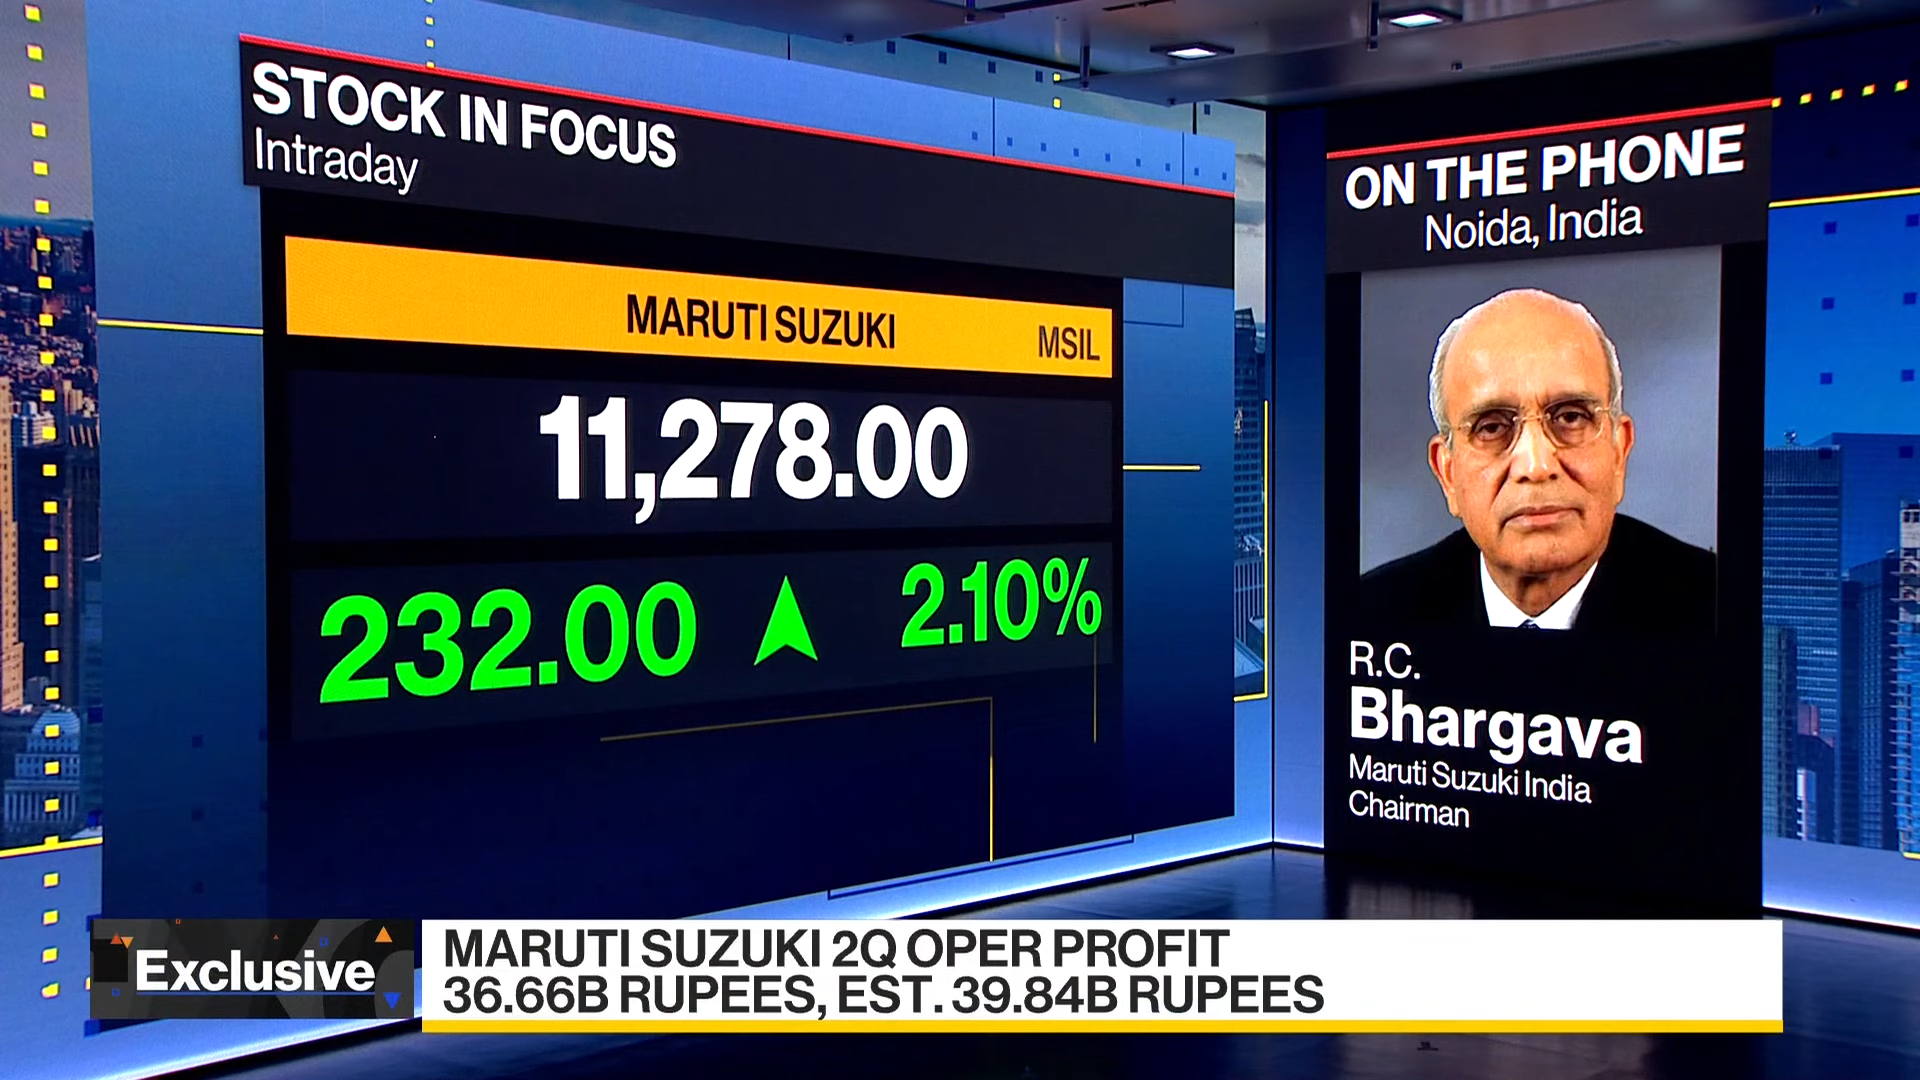 STOCK IN FOCUS
Intraday
MARUTI SUZUKI MSIL
11,278.00
232.00 ▲ 2.10%
ON THE PHONE
Noida, India
R.C.
Bhargava
Maruti Suzuki India
Chairman
Exclusive
MARUTI SUZUKI 2Q OPER PROFIT
36.66B RUPEES, EST. 39.84B RUPEES